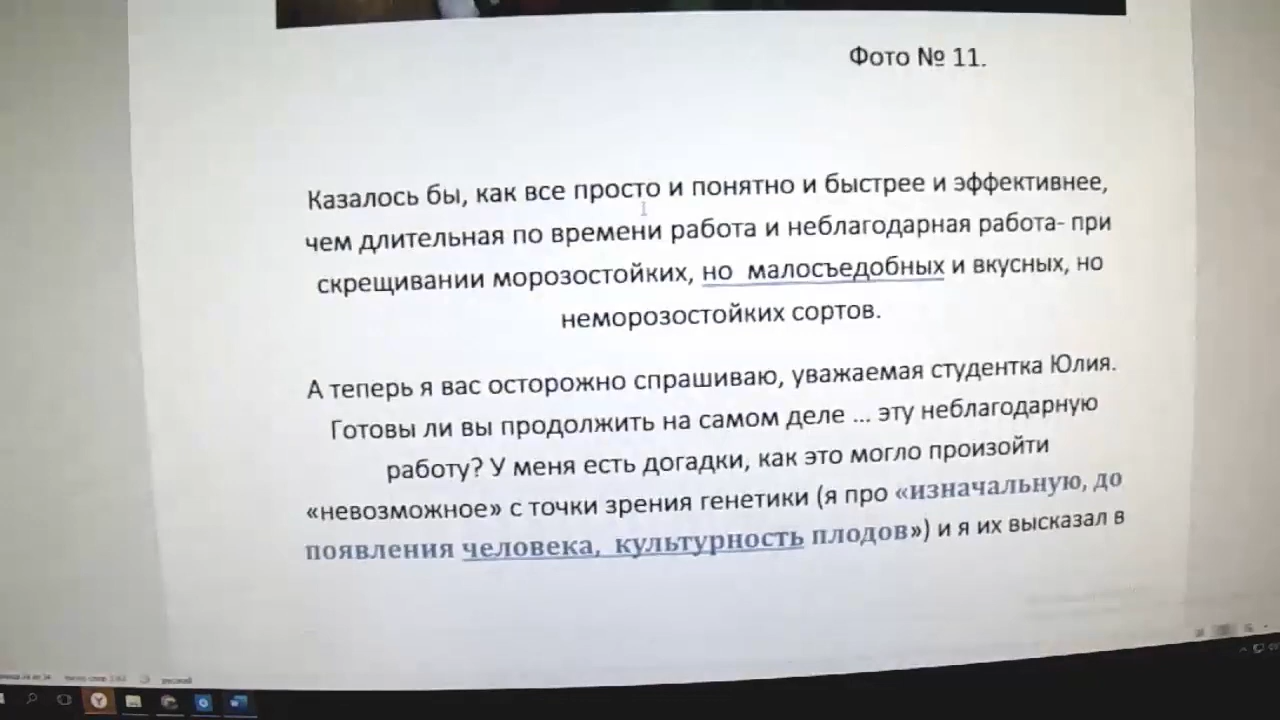 Фото № 11.
Казалось бы, как все просто и понятно и быстрее и эффективнее,
чем длительная по времени работа и неблагодарная работа- при
скрещивании морозостойких, но малосъедобных и вкусных, но
неморозостойких сортов.
А теперь я вас осторожно спрашиваю, уважаемая студентка Юлия.
Готовы ли вы продолжить на самом деле ... эту неблагодарную
работу? У меня есть догадки, как это могло произойти
«невозможное» с точки зрения генетики (я про «изначальную, до
появления человека, культурность плодов») и я их высказал в
русский